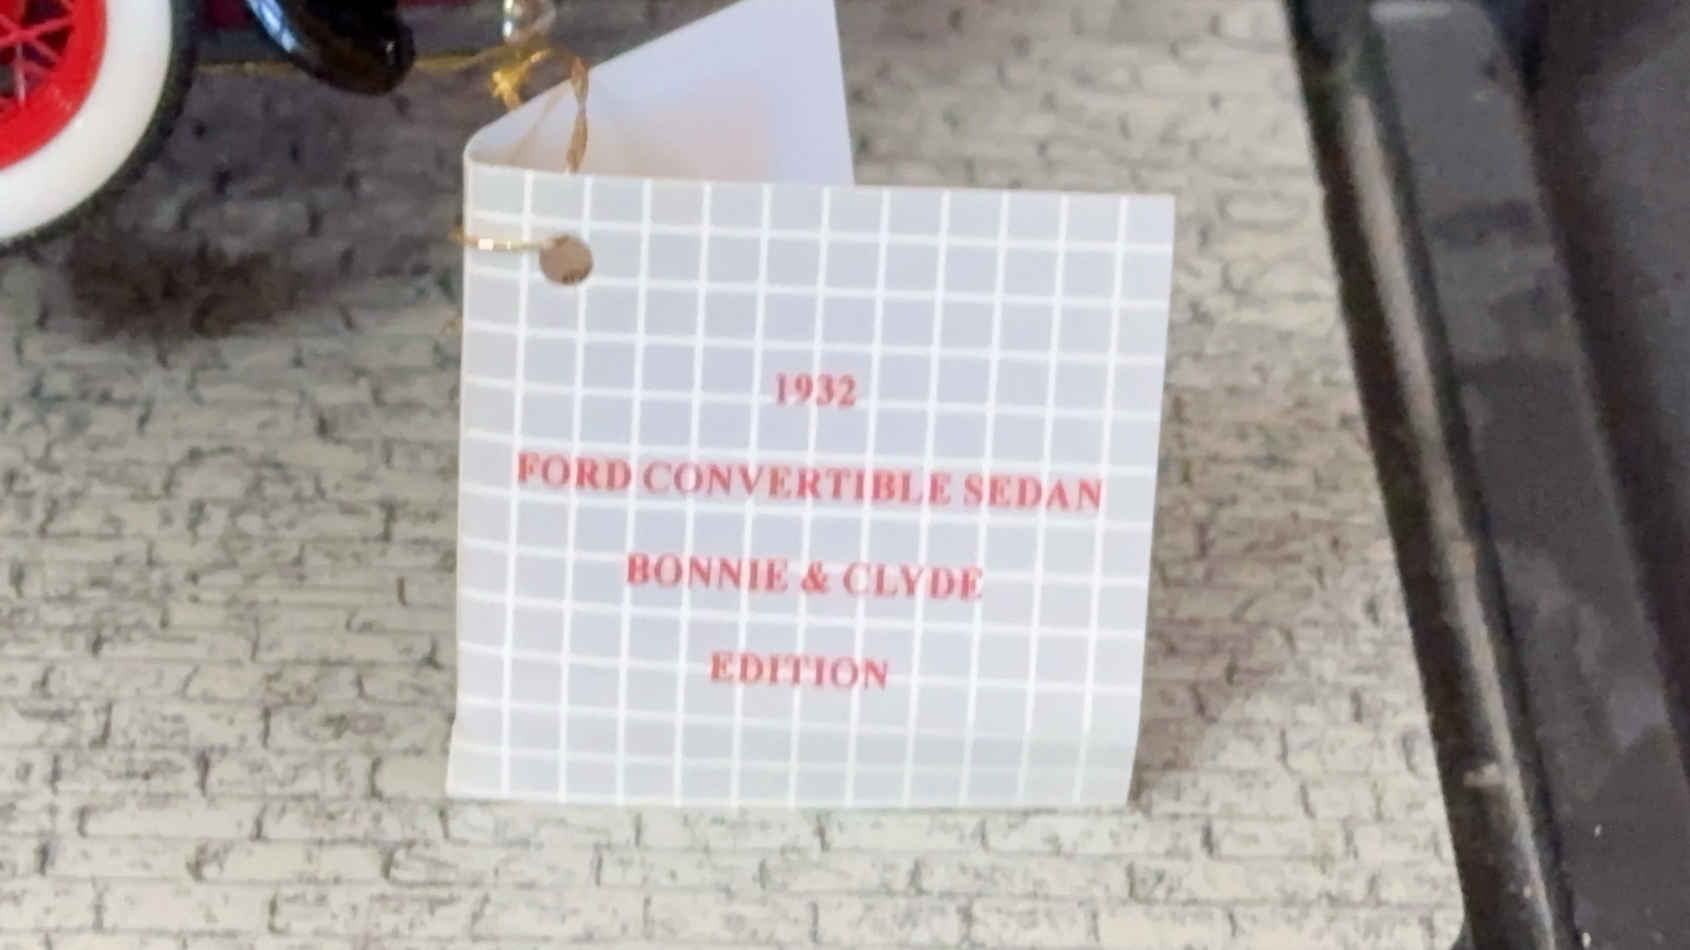 1932
FORD CONVERTIBLE SEDAN
BONNIE & CLYDE
EDITION